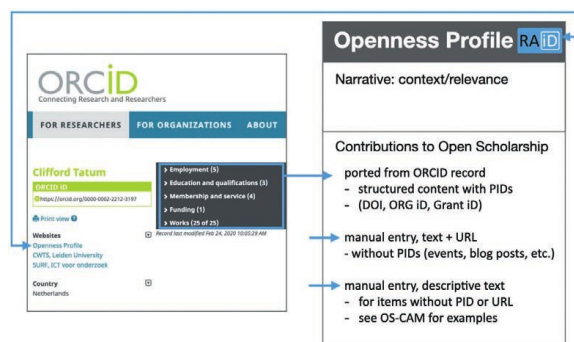 ORCID
Connecting Research and Researchers
FOR RESEARCHERS FOR ORGANIZATIONS ABOUT
Clifford Tatum
ORCID iD
https://orcid.org/0000-0002-2212-3197
Print view
Websites
Openness Profile
CWTS, Leiden University
SURF, ICT voor onderzoek
Country
Netherlands
> Employment (5)
> Education and qualifications (3)
> Membership and service (4)
> Funding (1)
> Works (25 of 25)
Record last modified Feb 24, 2020 10:05:29 AM
Openness Profile RAiD
Narrative: context/relevance
Contributions to Open Scholarship
ported from ORCID record
- structured content with PIDs
- (DOI, ORG iD, Grant iD)
manual entry, text + URL
- without PIDs (events, blog posts, etc.)
manual entry, descriptive text
- for items without PID or URL
- see OS-CAM for examples